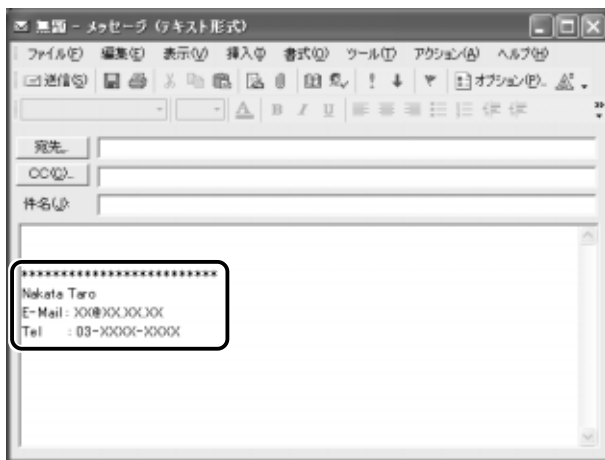 無題 - メッセージ (テキスト形式)
ファイル(F) 編集(E) 表示(V) 挿入(I) 書式(O) ツール(T) アクション(A) ヘルプ(H)
送信(S) オプション(P)...
A B I U
宛先...
CC(C)...
件名(J):
*************************
Nakata Taro
E-Mail : XX@XX.XX.XX
Tel : 03-XXXX-XXXX